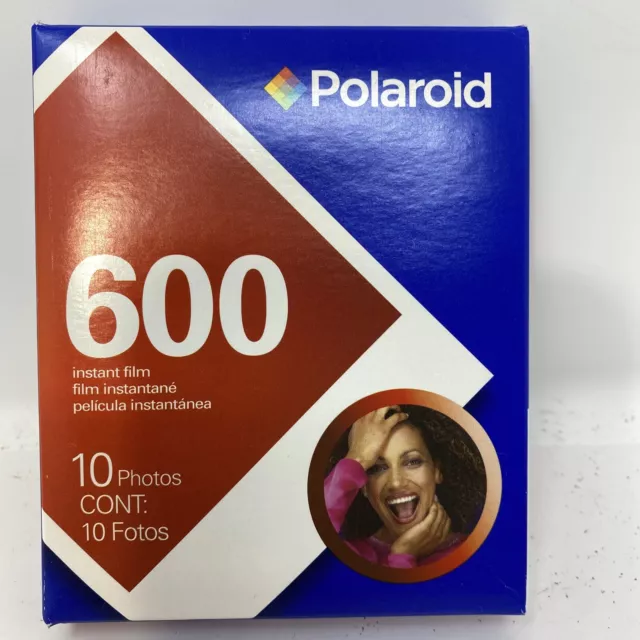 Polaroid
600
instant film
film instantané
película instantánea
10 Photos
CONT:
10 Fotos